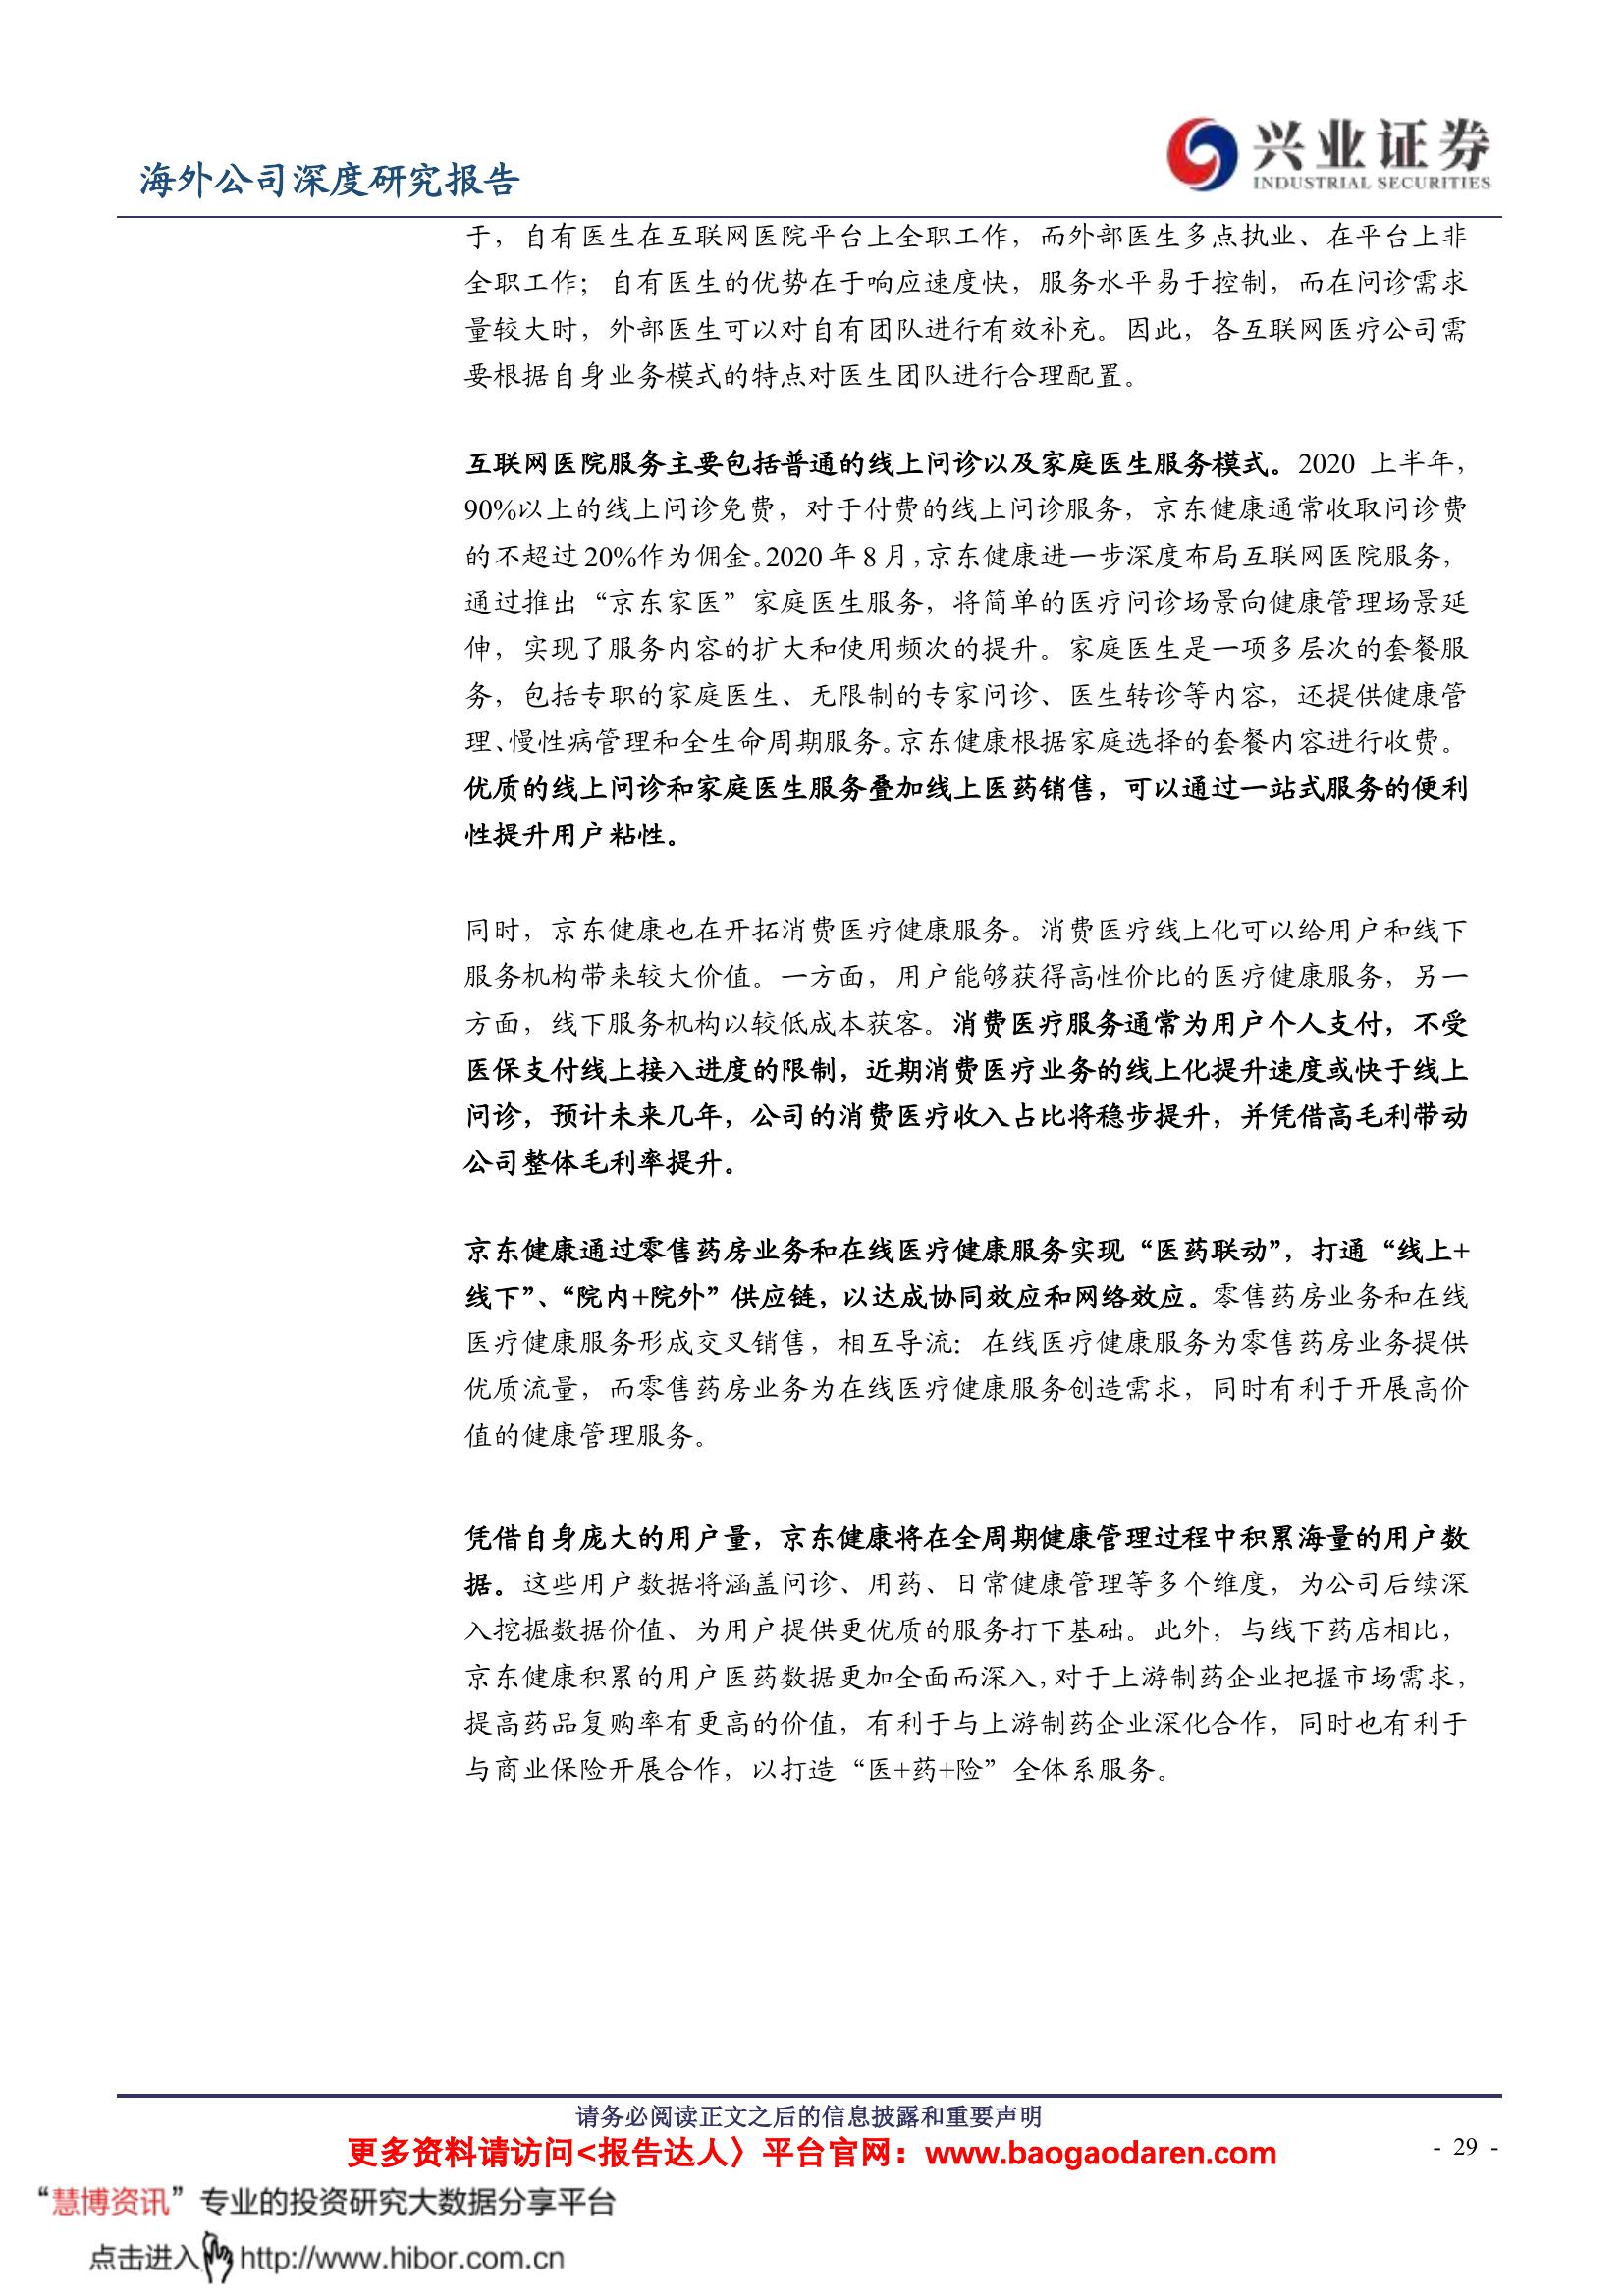 海外公司深度研究报告
兴业证券
INDUSTRIAL SECURITIES
于，自有医生在互联网医院平台上全职工作，而外部医生多点执业、在平台上非
全职工作；自有医生的优势在于响应速度快，服务水平易于控制，而在问诊需求
量较大时，外部医生可以对自有团队进行有效补充。因此，各互联网医疗公司需
要根据自身业务模式的特点对医生团队进行合理配置。
互联网医院服务主要包括普通的线上问诊以及家庭医生服务模式。2020 上半年，
90%以上的线上问诊免费，对于付费的线上问诊服务，京东健康通常收取问诊费
的不超过 20%作为佣金。2020 年 8 月，京东健康进一步深度布局互联网医院服务，
通过推出“京东家医”家庭医生服务，将简单的医疗问诊场景向健康管理场景延
伸，实现了服务内容的扩大和使用频次的提升。家庭医生是一项多层次的套餐服
务，包括专职的家庭医生、无限制的专家问诊、医生转诊等内容，还提供健康管
理、慢性病管理和全生命周期服务。京东健康根据家庭选择的套餐内容进行收费。
优质的线上问诊和家庭医生服务叠加线上医药销售，可以通过一站式服务的便利
性提升用户粘性。
同时，京东健康也在开拓消费医疗健康服务。消费医疗线上化可以给用户和线下
服务机构带来较大价值。一方面，用户能够获得高性价比的医疗健康服务，另一
方面，线下服务机构以较低成本获客。消费医疗服务通常为用户个人支付，不受
医保支付线上接入进度的限制，近期消费医疗业务的线上化提升速度或快于线上
问诊，预计未来几年，公司的消费医疗收入占比将稳步提升，并凭借高毛利带动
公司整体毛利率提升。
京东健康通过零售药房业务和在线医疗健康服务实现“医药联动”，打通“线上+
线下”、“院内+院外”供应链，以达成协同效应和网络效应。零售药房业务和在线
医疗健康服务形成交叉销售，相互导流：在线医疗健康服务为零售药房业务提供
优质流量，而零售药房业务为在线医疗健康服务创造需求，同时有利于开展高价
值的健康管理服务。
凭借自身庞大的用户量，京东健康将在全周期健康管理过程中积累海量的用户数
据。这些用户数据将涵盖问诊、用药、日常健康管理等多个维度，为公司后续深
入挖掘数据价值、为用户提供更优质的服务打下基础。此外，与线下药店相比，
京东健康积累的用户医药数据更加全面而深入，对于上游制药企业把握市场需求，
提高药品复购率有更高的价值，有利于与上游制药企业深化合作，同时也有利于
与商业保险开展合作，以打造“医+药+险”全体系服务。
请务必阅读正文之后的信息披露和重要声明
更多资料请访问<报告达人〉平台官网：www.baogaodaren.com
- 29 -
“慧博资讯”专业的投资研究大数据分享平台
点击进入 http://www.hibor.com.cn